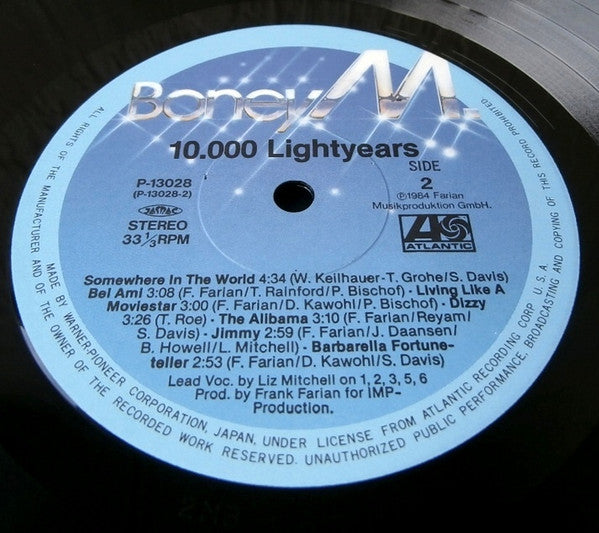 Boney M.
10.000 Lightyears
SIDE
2
P-13028
(P-13028-2)
STEREO
33 1/3 RPM
℗1984 Farian
Musikproduktion GmbH.
ATLANTIC
Somewhere In The World 4:34 (W. Keilhauer-T. Grohe/S. Davis)
Bel Ami 3:08 (F. Farian/T. Rainford/P. Bischof) - Living Like A
Moviestar 3:00 (F. Farian/D. Kawohl/P. Bischof) - Dizzy
3:26 (T. Roe) - The Alibama 3:10 (F. Farian/Reyam/
S. Davis) - Jimmy 2:59 (F. Farian/J. Daansen/
B. Howell/L. Mitchell) - Barbarella Fortune-
teller 2:53 (F. Farian/D. Kawohl/S. Davis)
Lead Voc. by Liz Mitchell on 1, 2, 3, 5, 6
Prod. by Frank Farian for IMP-
Production.
ALL RIGHTS OF THE MANUFACTURER AND OF THE OWNER OF THE RECORDED WORK RESERVED. UNAUTHORIZED PUBLIC PERFORMANCE, BROADCASTING AND COPYING OF THIS RECORD PROHIBITED
MADE BY WARNER-PIONEER CORPORATION, JAPAN, UNDER LICENSE FROM ATLANTIC RECORDING CORP. U.S.A.